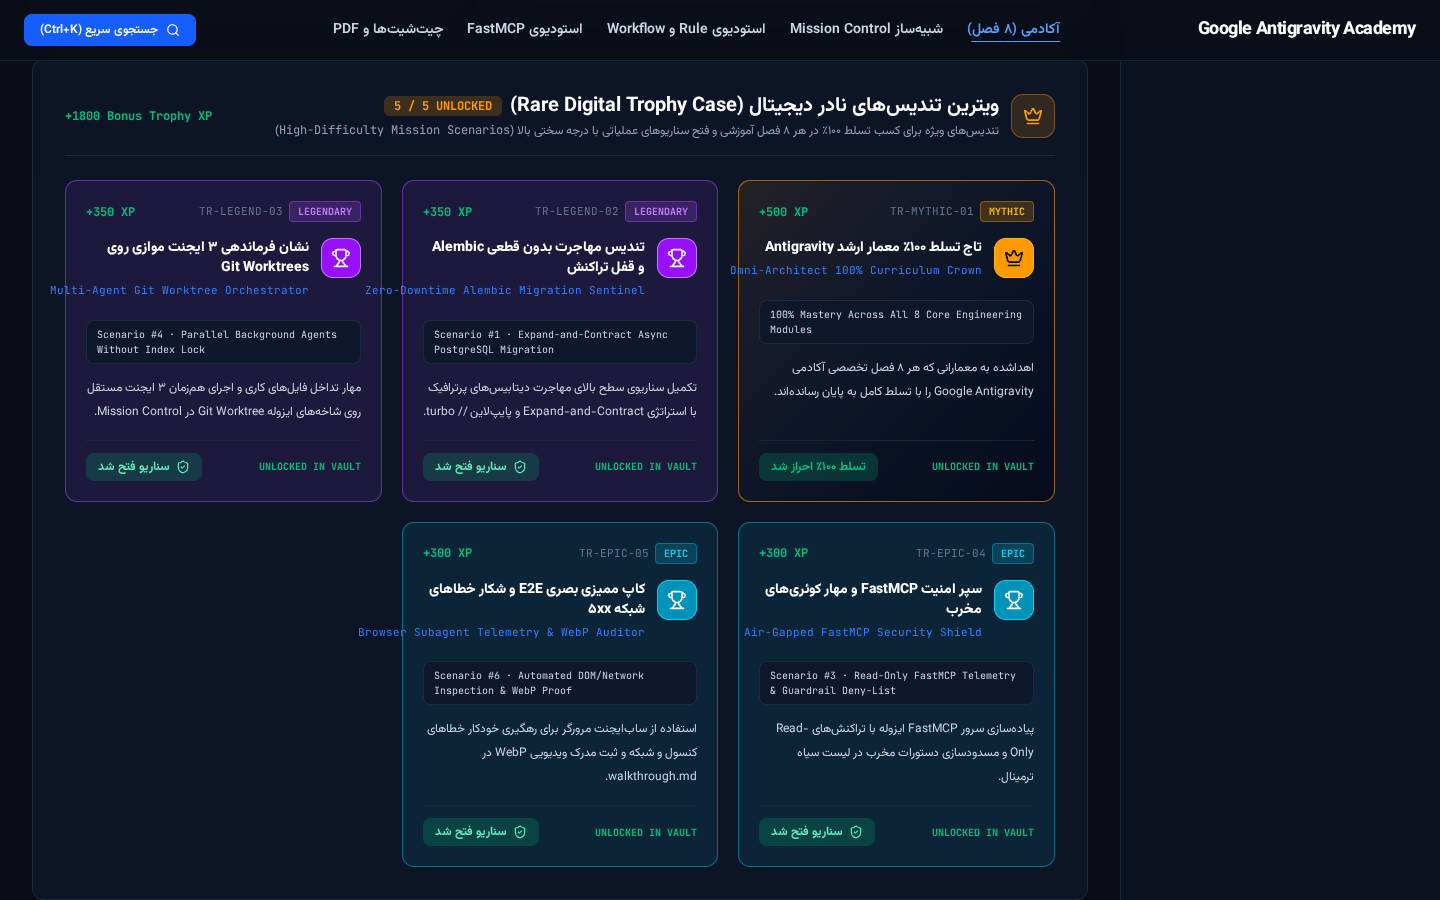 Google Antigravity Academy
آکادمی (۸ فصل)
شبیه‌ساز Mission Control
استودیوی Rule و Workflow
استودیوی FastMCP
چیت‌شیت‌ها و PDF
جستجوی سریع (Ctrl+K)
ویترین تندیس‌های نادر دیجیتال (Rare Digital Trophy Case)
5 / 5 UNLOCKED
تندیس‌های ویژه برای کسب تسلط ۱۰۰٪ در هر ۸ فصل آموزشی و فتح سناریوهای عملیاتی با درجه سختی بالا (High-Difficulty Mission Scenarios)
+1800 Bonus Trophy XP
MYTHIC
TR-MYTHIC-01
+500 XP
تاج تسلط ۱۰۰٪ معمار ارشد Antigravity
Omni-Architect 100% Curriculum Crown
100% Mastery Across All 8 Core Engineering
Modules
اهداشده به معمارانی که هر ۸ فصل تخصصی آکادمی
Google Antigravity را با تسلط کامل به پایان رسانده‌اند.
UNLOCKED IN VAULT
تسلط ۱۰۰٪ احراز شد
LEGENDARY
TR-LEGEND-02
+350 XP
تندیس مهاجرت بدون قطعی Alembic
و قفل تراکنش
Zero-Downtime Alembic Migration Sentinel
Scenario #1 · Expand-and-Contract Async
PostgreSQL Migration
تکمیل سناریوی سطح بالای مهاجرت دیتابیس‌های پرترافیک
با استراتژی Expand-and-Contract و پایپ‌لاین // turbo.
UNLOCKED IN VAULT
سناریو فتح شد
LEGENDARY
TR-LEGEND-03
+350 XP
نشان فرماندهی ۳ ایجنت موازی روی
Git Worktrees
Multi-Agent Git Worktree Orchestrator
Scenario #4 · Parallel Background Agents
Without Index Lock
مهار تداخل فایل‌های کاری و اجرای هم‌زمان ۳ ایجنت مستقل
روی شاخه‌های ایزوله Git Worktree در Mission Control.
UNLOCKED IN VAULT
سناریو فتح شد
EPIC
TR-EPIC-04
+300 XP
سپر امنیت FastMCP و مهار کوئری‌های
مخرب
Air-Gapped FastMCP Security Shield
Scenario #3 · Read-Only FastMCP Telemetry
& Guardrail Deny-List
پیاده‌سازی سرور FastMCP ایزوله با تراکنش‌های Read-
Only و مسدودسازی دستورات مخرب در لیست سیاه
ترمینال.
UNLOCKED IN VAULT
سناریو فتح شد
EPIC
TR-EPIC-05
+300 XP
کاپ ممیزی بصری E2E و شکار خطاهای
شبکه ۵xx
Browser Subagent Telemetry & WebP Auditor
Scenario #6 · Automated DOM/Network
Inspection & WebP Proof
استفاده از ساب‌ایجنت مرورگر برای رهگیری خودکار خطاهای
کنسول و شبکه و ثبت مدرک ویدیویی WebP در
walkthrough.md.
UNLOCKED IN VAULT
سناریو فتح شد